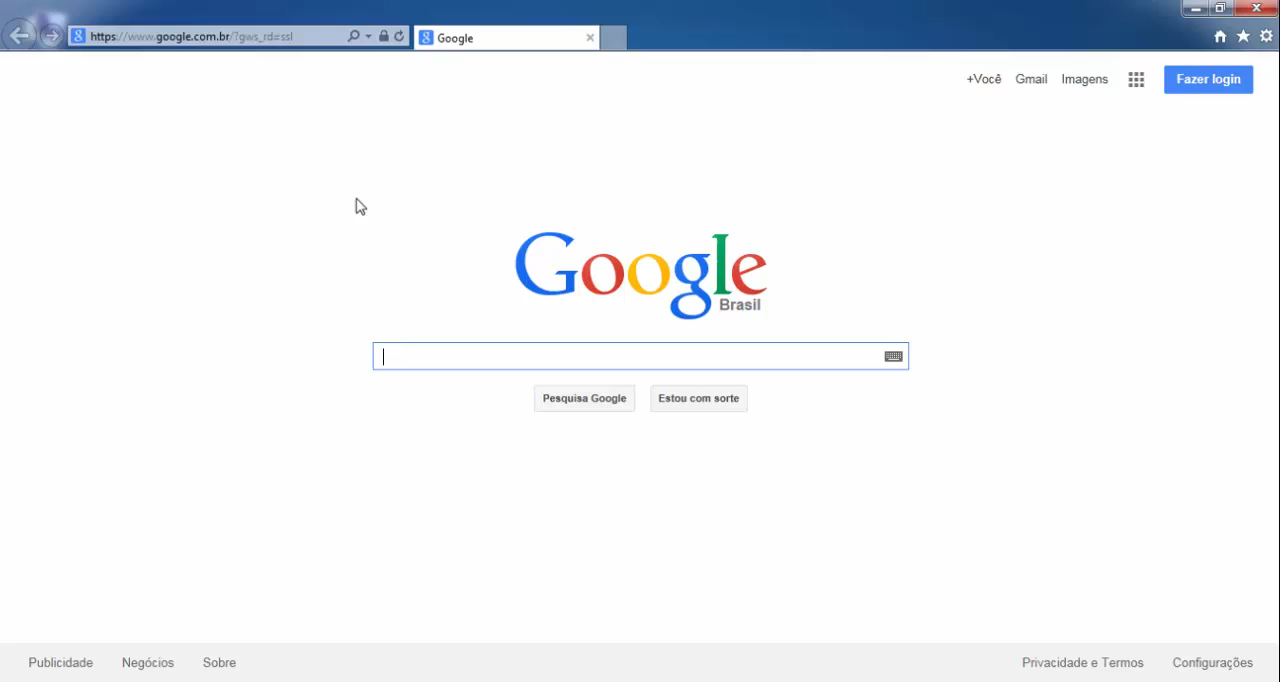 https://www.google.com.br/?gws_rd=ssl
Google
+Você Gmail Imagens Fazer login
Google
Brasil
Pesquisa Google Estou com sorte
Publicidade Negócios Sobre Privacidade e Termos Configurações